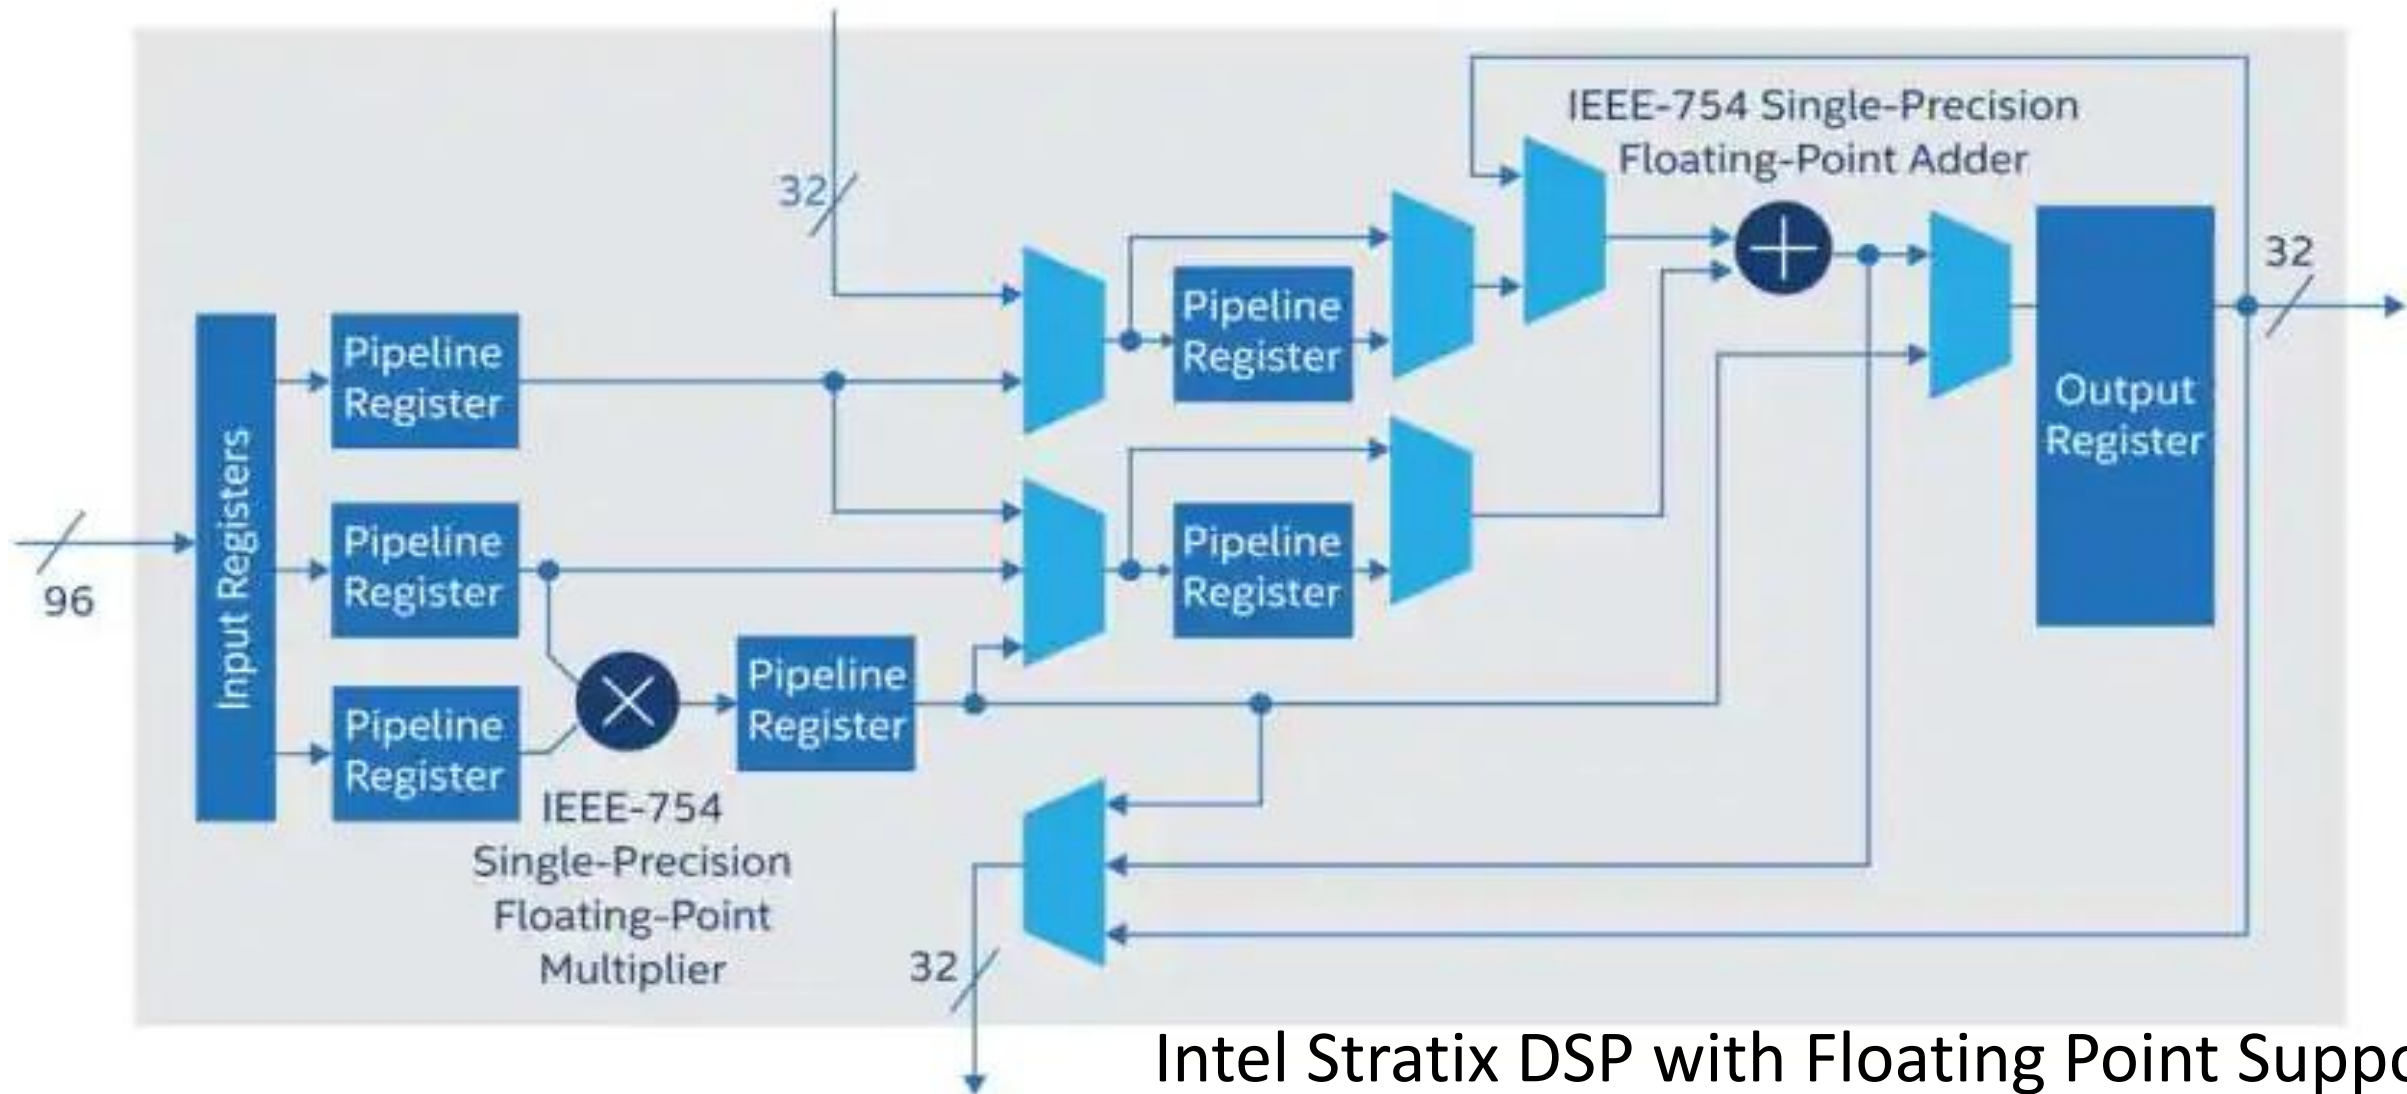 32
IEEE-754 Single-Precision
Floating-Point Adder
32
Pipeline
Register
Pipeline
Register
Output
Register
Input Registers
96
Pipeline
Register
Pipeline
Register
Pipeline
Register
Pipeline
Register
IEEE-754
Single-Precision
Floating-Point
Multiplier
32
Intel Stratix DSP with Floating Point Suppo